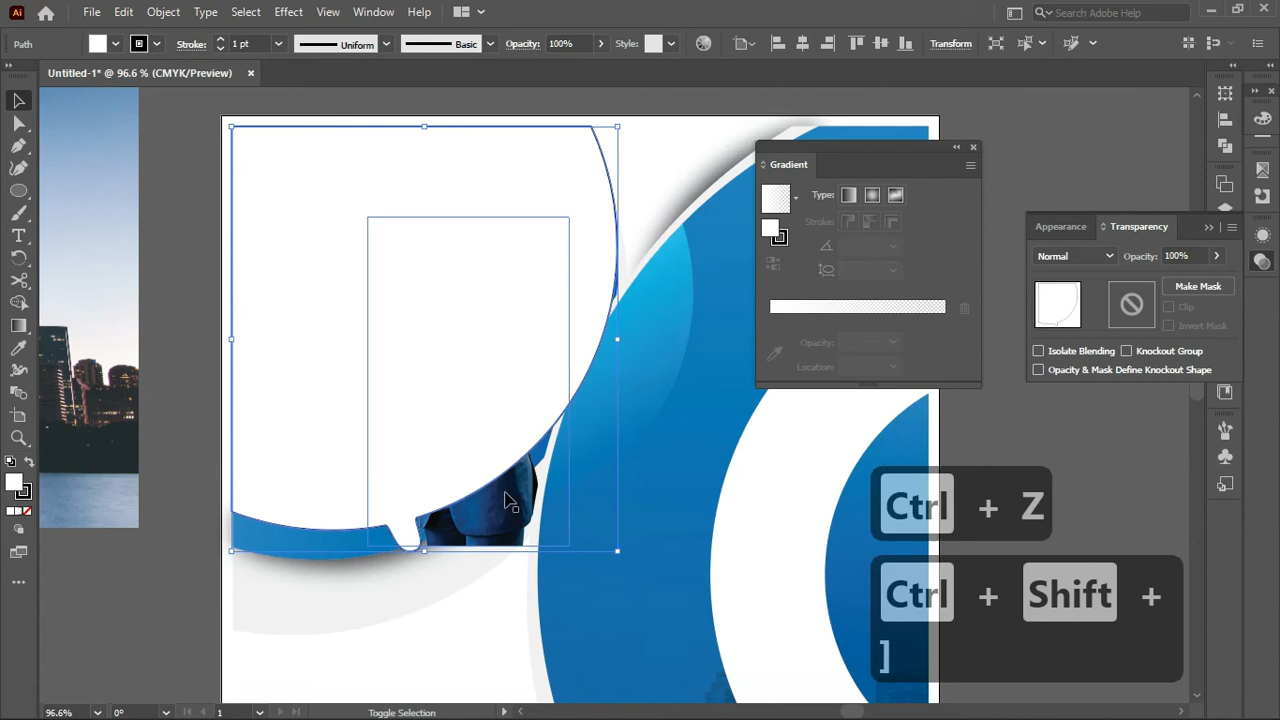 Ai File Edit Object Type Select Effect View Window Help Search Adobe Help
Path Stroke: 1 pt Uniform Basic Opacity: 100% Style: Transform
Untitled-1* @ 96.6 % (CMYK/Preview) ×
Gradient
Type:
Stroke:
Opacity:
Location:
Appearance Transparency
Normal Opacity: 100%
Make Mask
Clip
Invert Mask
Isolate Blending Knockout Group
Opacity & Mask Define Knockout Shape
Ctrl + Z
Ctrl + Shift +
]
96.6% 0° 1 Toggle Selection